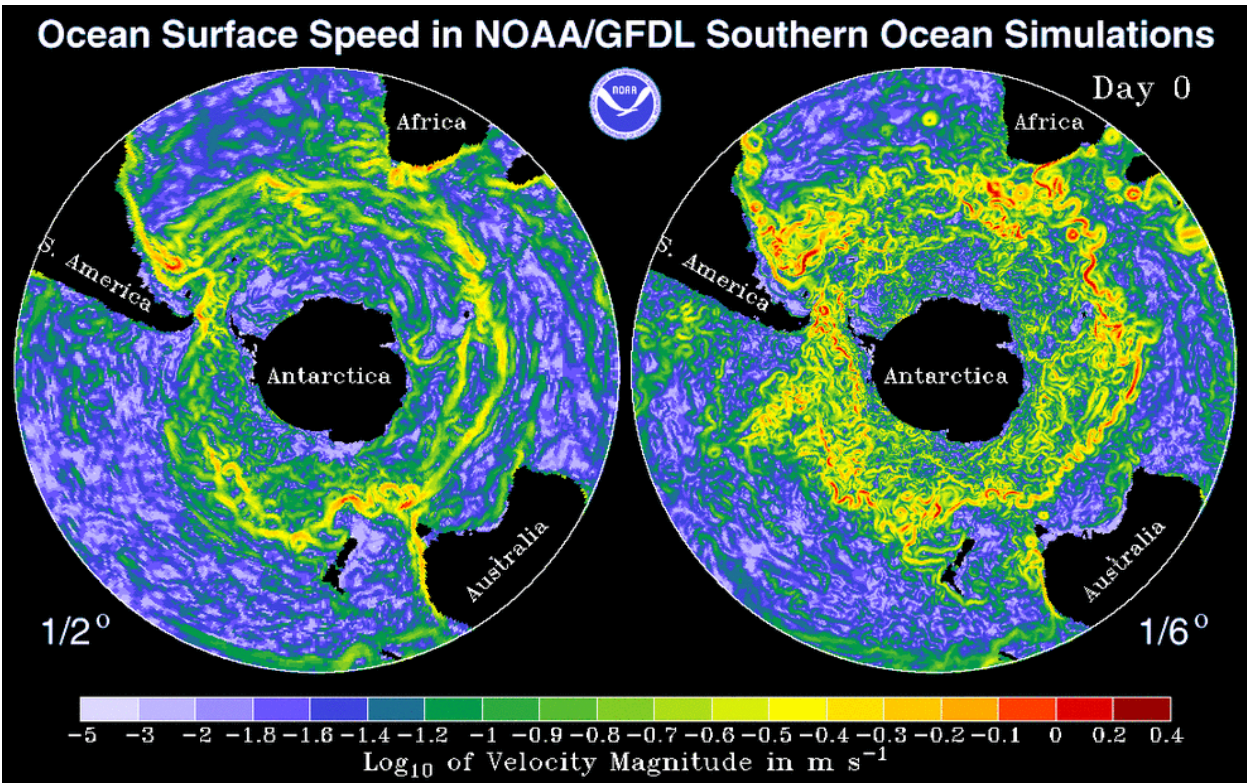 Ocean Surface Speed in NOAA/GFDL Southern Ocean Simulations
NOAA
Day 0
Africa
S. America
Antarctica
Australia
1/2°
Africa
S. America
Antarctica
Australia
1/6°
-5 -3 -2 -1.8 -1.6 -1.4 -1.2 -1 -0.9 -0.8 -0.7 -0.6 -0.5 -0.4 -0.3 -0.2 -0.1 0 0.2 0.4
Log₁₀ of Velocity Magnitude in m s⁻¹